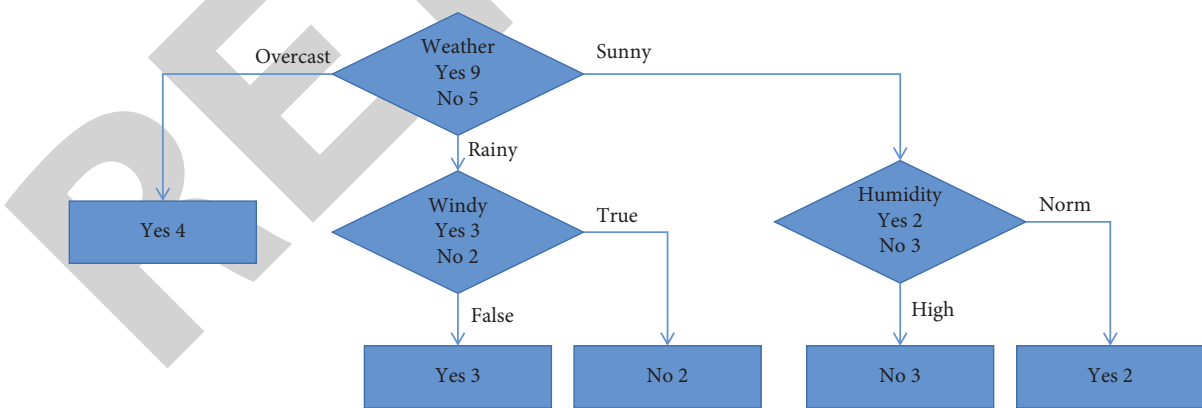 Overcast
Weather
Yes 9
No 5
Sunny
Rainy
Yes 4
Windy
Yes 3
No 2
True
Humidity
Yes 2
No 3
Norm
False
High
Yes 3
No 2
No 3
Yes 2
RE